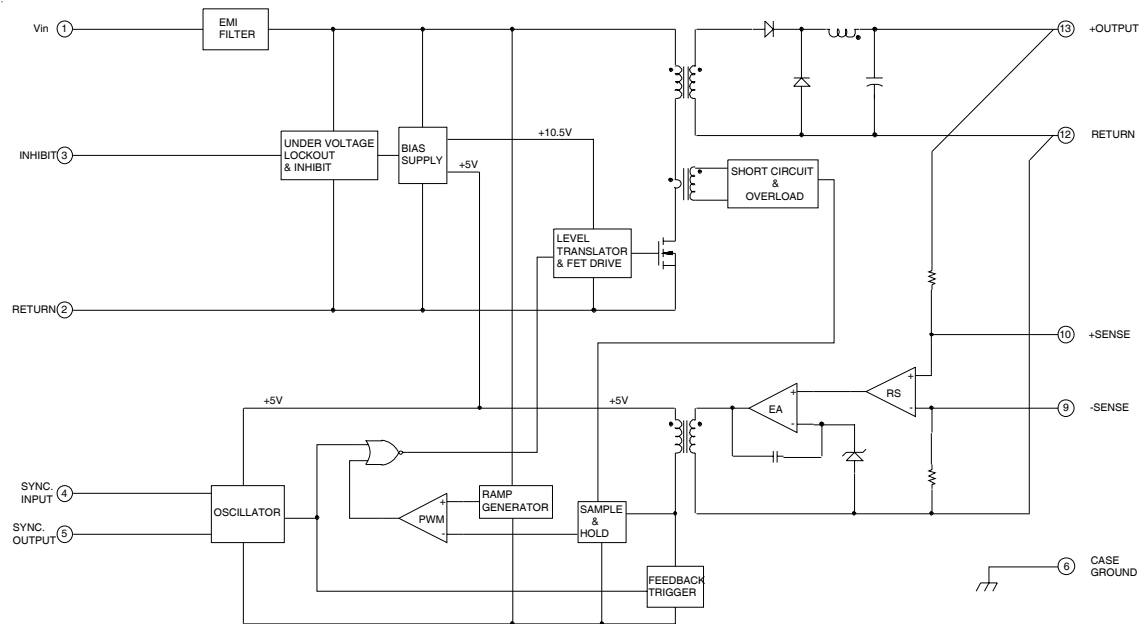 Vin 1
EMI
FILTER
13 +OUTPUT
UNDER VOLTAGE
LOCKOUT
& INHIBIT
BIAS
SUPPLY
+10.5V
+5V
12 RETURN
INHIBIT 3
SHORT CIRCUIT
&
OVERLOAD
LEVEL
TRANSLATOR
& FET DRIVE
RETURN 2
10 +SENSE
+5V
+5V
EA
+
-
RS
+
-
9 -SENSE
SYNC.
INPUT 4
SYNC.
OUTPUT 5
OSCILLATOR
PWM
+
-
RAMP
GENERATOR
SAMPLE
&
HOLD
FEEDBACK
TRIGGER
6 CASE
GROUND